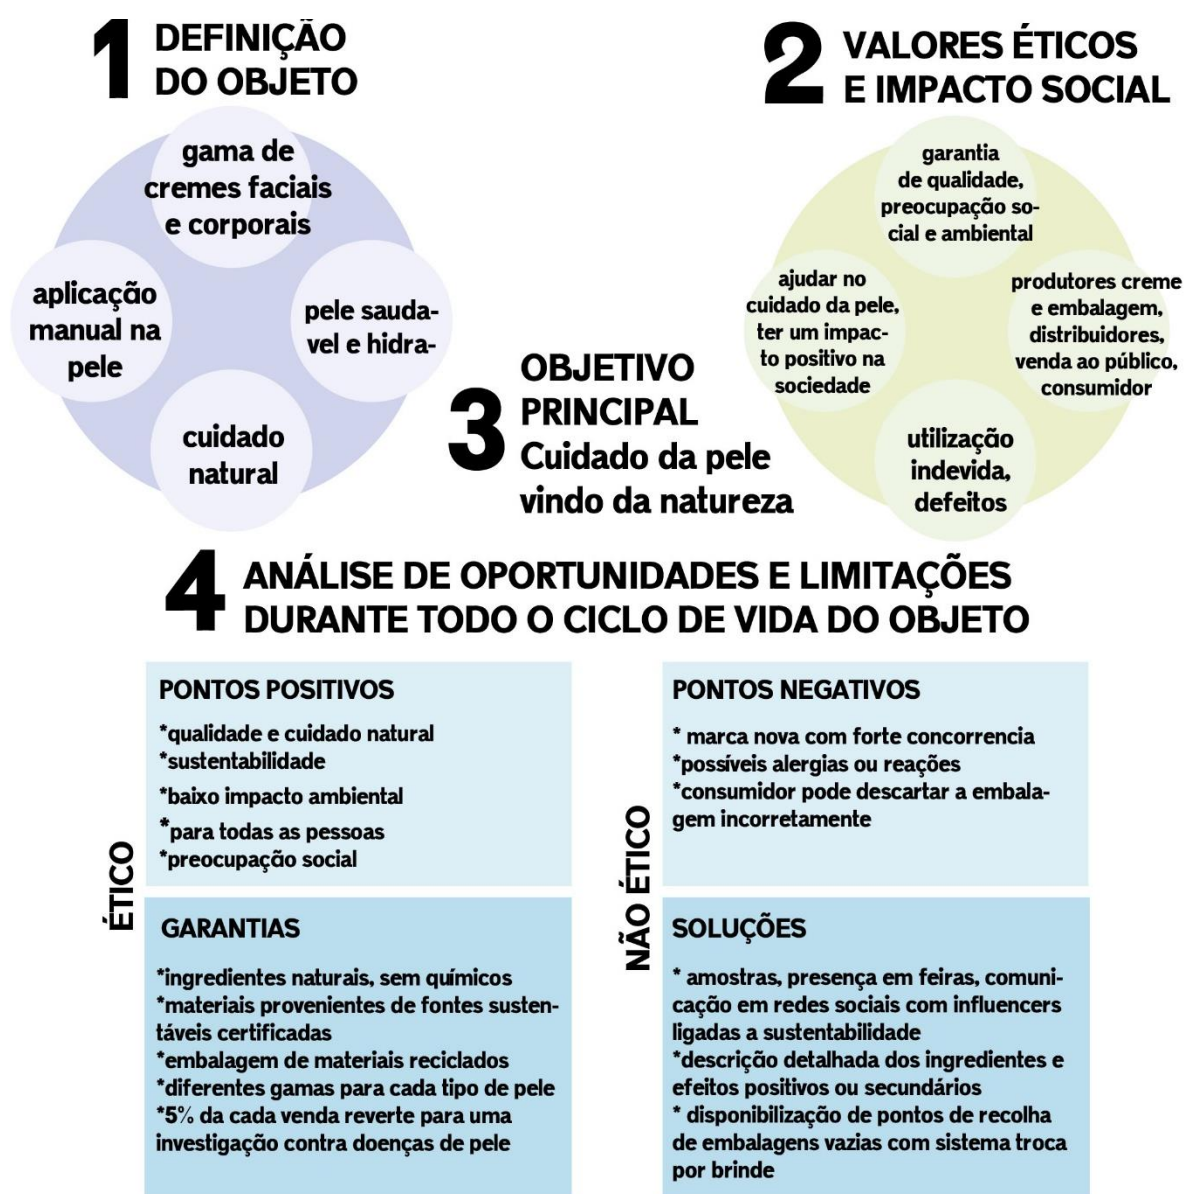 1 DEFINIÇÃO
DO OBJETO
gama de
cremes faciais
e corporais
aplicação
manual na
pele
pele sauda-
vel e hidra-
cuidado
natural
2 VALORES ÉTICOS
E IMPACTO SOCIAL
garantia
de qualidade,
preocupação so-
cial e ambiental
ajudar no
cuidado da pele,
ter um impac-
to positivo na
sociedade
produtores creme
e embalagem,
distribuidores,
venda ao público,
consumidor
utilização
indevida,
defeitos
3 OBJETIVO
PRINCIPAL
Cuidado da pele
vindo da natureza
4 ANÁLISE DE OPORTUNIDADES E LIMITAÇÕES
DURANTE TODO O CICLO DE VIDA DO OBJETO
ÉTICO
PONTOS POSITIVOS
*qualidade e cuidado natural
*sustentabilidade
*baixo impacto ambiental
*para todas as pessoas
*preocupação social
GARANTIAS
*ingredientes naturais, sem químicos
*materiais provenientes de fontes susten-
táveis certificadas
*embalagem de materiais reciclados
*diferentes gamas para cada tipo de pele
*5% da cada venda reverte para uma
investigação contra doenças de pele
NÃO ÉTICO
PONTOS NEGATIVOS
* marca nova com forte concorrencia
*possíveis alergias ou reações
*consumidor pode descartar a embala-
gem incorretamente
SOLUÇÕES
* amostras, presença em feiras, comuni-
cação em redes sociais com influencers
ligadas a sustentabilidade
*descrição detalhada dos ingredientes e
efeitos positivos ou secundários
* disponibilização de pontos de recolha
de embalagens vazias com sistema troca
por brinde